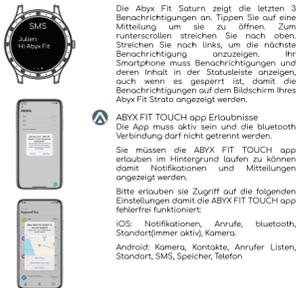 SMS
Julien:
Hi Abyx Fit
Die Abyx Fit Saturn zeigt die letzten 3
Benachrichtigungen an. Tippen Sie auf eine
Mitteilung um sie zu öffnen. Zum
runterscrollen streichen Sie nach oben.
Streichen Sie nach links, um die nächste
Benachrichtigung anzuzeigen. Ihr
Smartphone muss Benachrichtigungen und
deren Inhalt in der Statusleiste anzeigen,
auch wenn es gesperrt ist, damit die
Benachrichtigungen auf dem Bildschirm Ihres
Abyx Fit Strato angezeigt werden.
ABYX FIT TOUCH app Erlaubnisse
Die App muss aktiv sein und die bluetooth
Verbindung darf nicht getrennt werden.
Sie müssen die ABYX FIT TOUCH app
erlauben im Hintergrund laufen zu können
damit Notifikationen und Mitteilungen
angezeigt werden.
Bitte erlauben sie Zugriff auf die folgenden
Einstellungen damit die ABYX FIT TOUCH app
fehlerfrei funktioniert:
iOS: Notifikationen, Anrufe, bluetooth,
Standort(immer aktiv), Kamera.
Android: Kamera, Kontakte, Anrufer Listen,
Standort, SMS, Speicher, Telefon